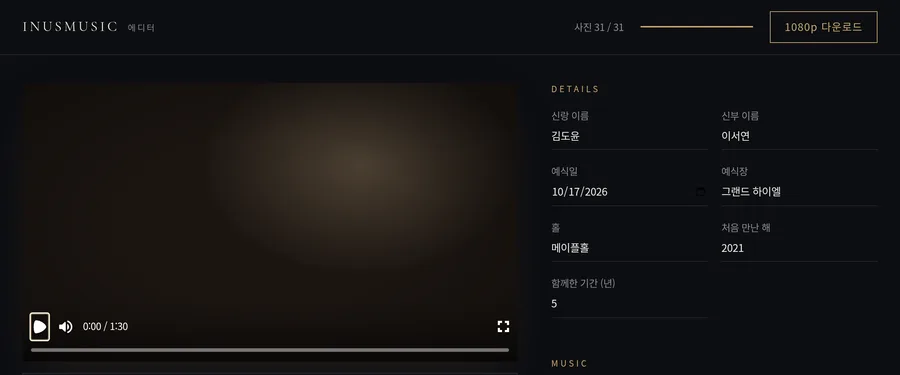 INUSMUSIC 에디터
사진 31 / 31
1080p 다운로드
0:00 / 1:30
DETAILS
신랑 이름
김도윤
신부 이름
이서연
예식일
10/17/2026
예식장
그랜드 하이엘
홀
메이플홀
처음 만난 해
2021
함께한 기간 (년)
5
MUSIC